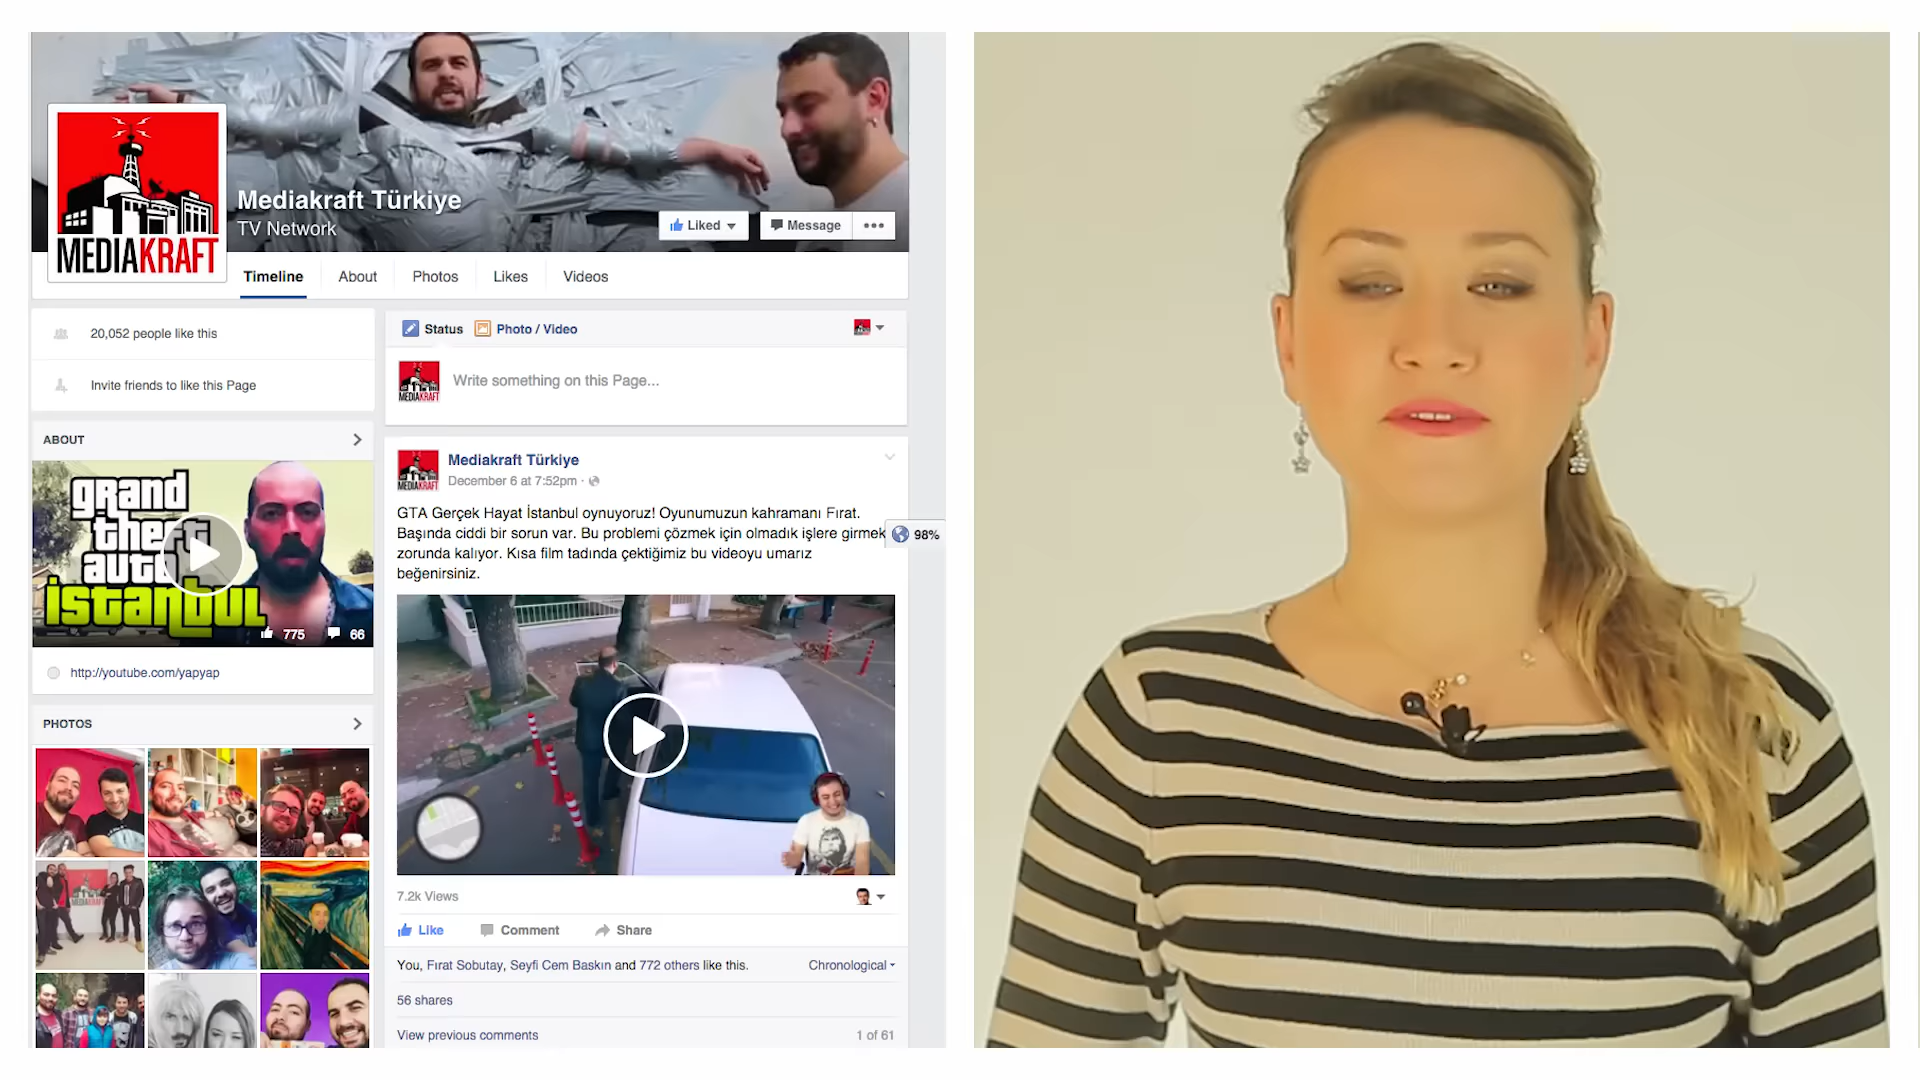 Mediakraft Türkiye
TV Network
Liked
Message
MEDIAKRAFT
Timeline
About
Photos
Likes
Videos
20,052 people like this
Invite friends to like this Page
ABOUT
grand
theft
auto
istanbul
775
66
http://youtube.com/yapyap
PHOTOS
MEDIAKRAFT
Status
Photo / Video
MEDIAKRAFT
Write something on this Page...
MEDIAKRAFT
Mediakraft Türkiye
December 6 at 7:52pm ·
GTA Gerçek Hayat İstanbul oynuyoruz! Oyunumuzun kahramanı Fırat.
Başında ciddi bir sorun var. Bu problemi çözmek için olmadık işlere girmek
zorunda kalıyor. Kısa film tadında çektiğimiz bu videoyu umarız
beğenirsiniz.
98%
7.2k Views
Like
Comment
Share
You, Fırat Sobutay, Seyfi Cem Baskın and 772 others like this.
Chronological
56 shares
View previous comments
1 of 61